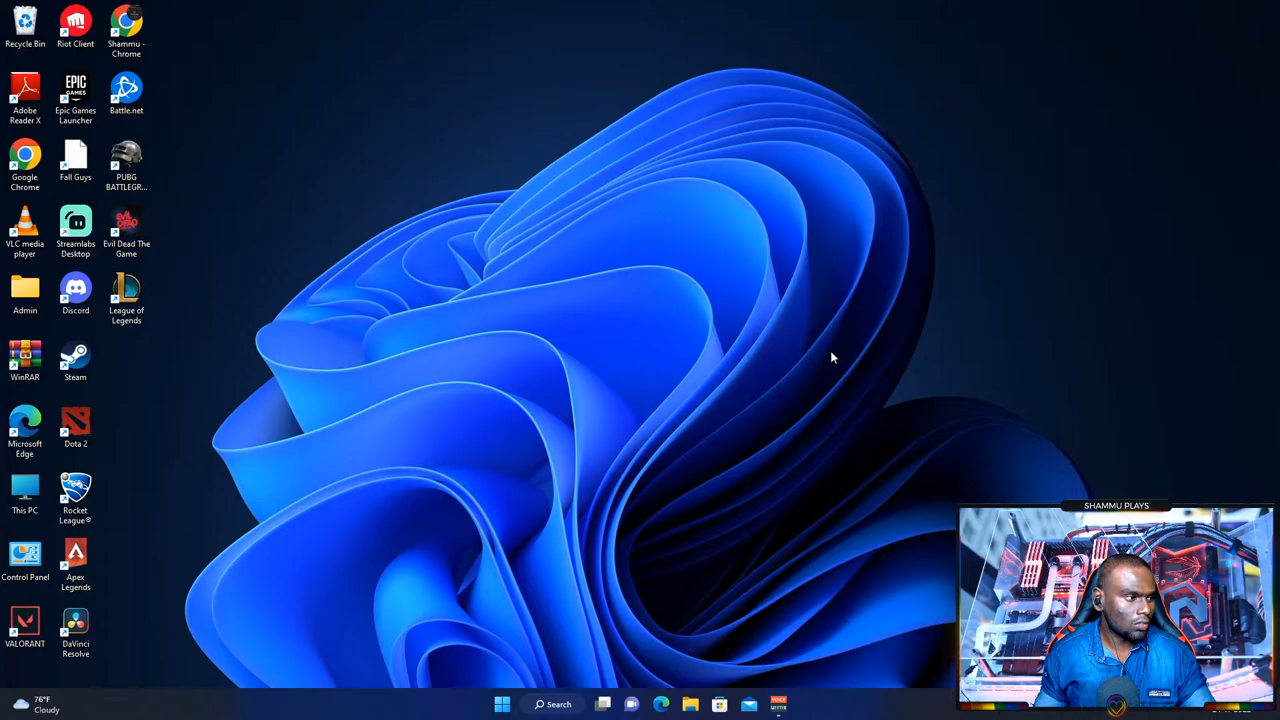 Recycle Bin
Riot Client
Shammu -
Chrome
Adobe
Reader X
EPIC
GAMES
Epic Games
Launcher
Battle.net
Google
Chrome
Fall Guys
PUBG
BATTLEGR...
VLC media
player
Streamlabs
Desktop
EVIL DEAD
Evil Dead The
Game
Admin
Discord
League of
Legends
WinRAR
Steam
Microsoft
Edge
Dota 2
This PC
Rocket
League®
Control Panel
Apex
Legends
VALORANT
DaVinci
Resolve
SHAMMU PLAYS
76°F
Cloudy
Search